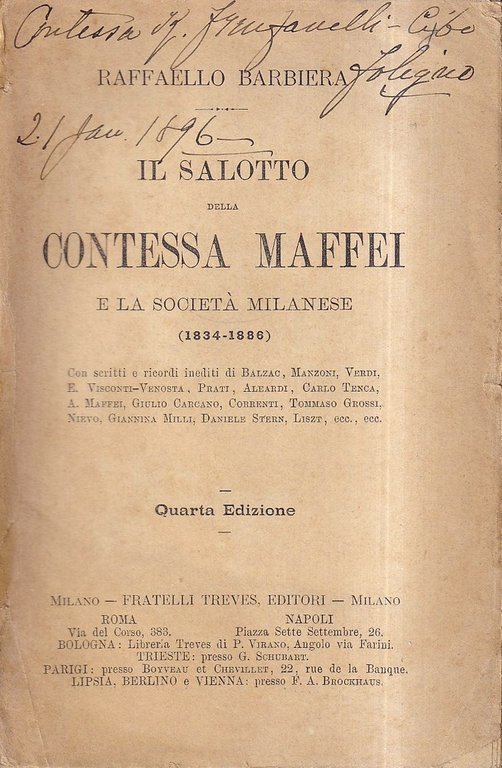 Contessa K. Frenfanelli-Cibo
RAFFAELLO BARBIERA
Foligno
21 Jan. 1896
IL SALOTTO
DELLA
CONTESSA MAFFEI
E LA SOCIETÀ MILANESE
(1834-1886)
Con scritti e ricordi inediti di BALZAC, MANZONI, VERDI,
E. VISCONTI-VENOSTA, PRATI, ALEARDI, CARLO TENCA,
A. MAFFEI, GIULIO CARCANO, CORRENTI, TOMMASO GROSSI,
NIEVO, GIANNINA MILLI, DANIELE STERN, LISZT, ecc., ecc.
Quarta Edizione
MILANO — FRATELLI TREVES, EDITORI — MILANO
ROMA NAPOLI
Via del Corso, 383. Piazza Sette Settembre, 26.
BOLOGNA: Libreria Treves di P. VIRANO, Angolo via Farini.
TRIESTE: presso G. SCHUBART.
PARIGI: presso BOYVEAU et CHEVILLET, 22, rue de la Banque.
LIPSIA, BERLINO e VIENNA: presso F. A. BROCKHAUS.